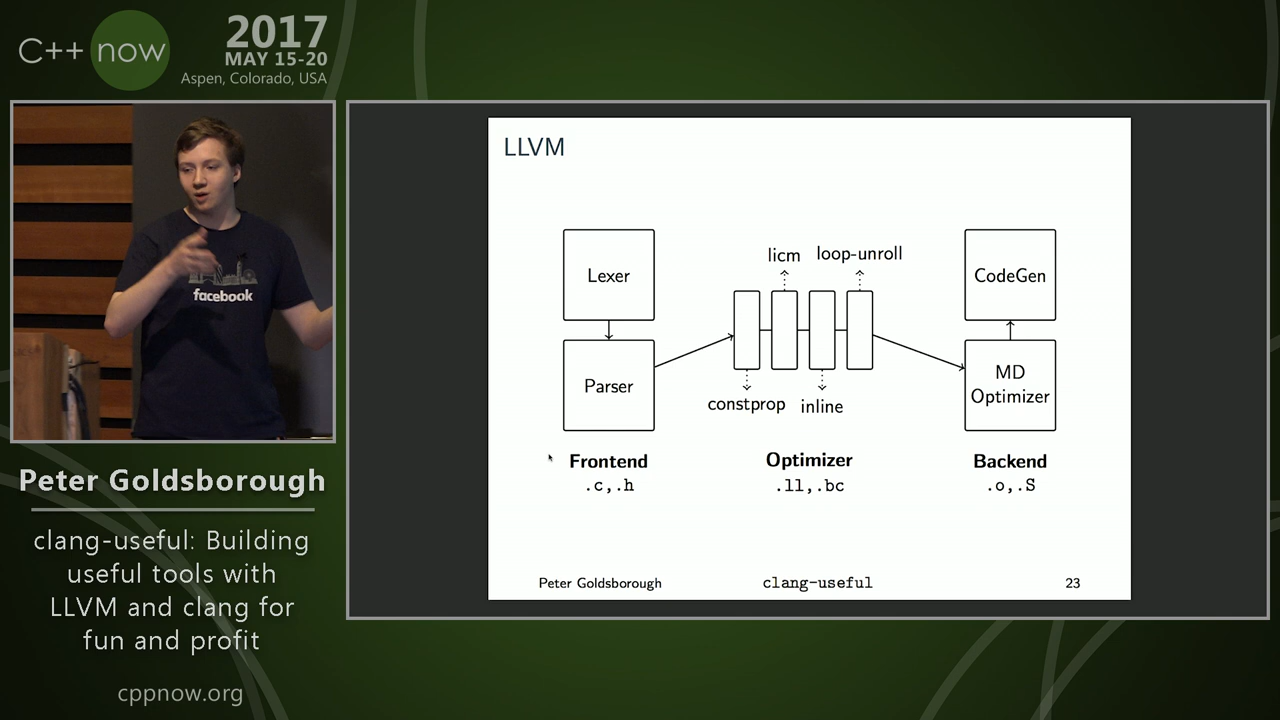 C++ now
2017
MAY 15-20
Aspen, Colorado, USA
facebook
Peter Goldsborough
clang-useful: Building
useful tools with
LLVM and clang for
fun and profit
cppnow.org
LLVM
Lexer
Parser
licm
loop-unroll
constprop
inline
CodeGen
MD
Optimizer
Frontend
.c,.h
Optimizer
.ll,.bc
Backend
.o,.S
Peter Goldsborough
clang-useful
23